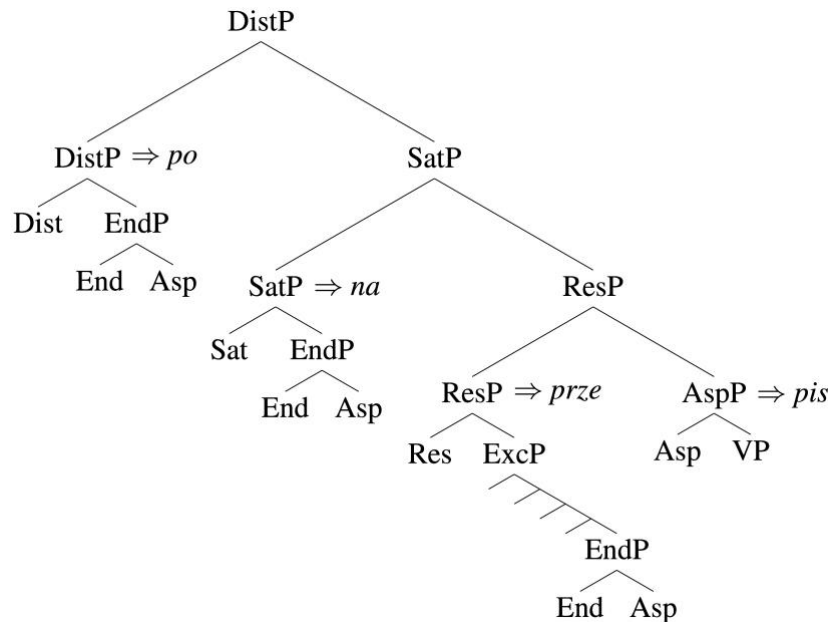 DistP
DistP ⇒ po SatP
Dist EndP
End Asp SatP ⇒ na ResP
Sat EndP
End Asp ResP ⇒ prze AspP ⇒ pis
Res ExcP Asp VP
EndP
End Asp